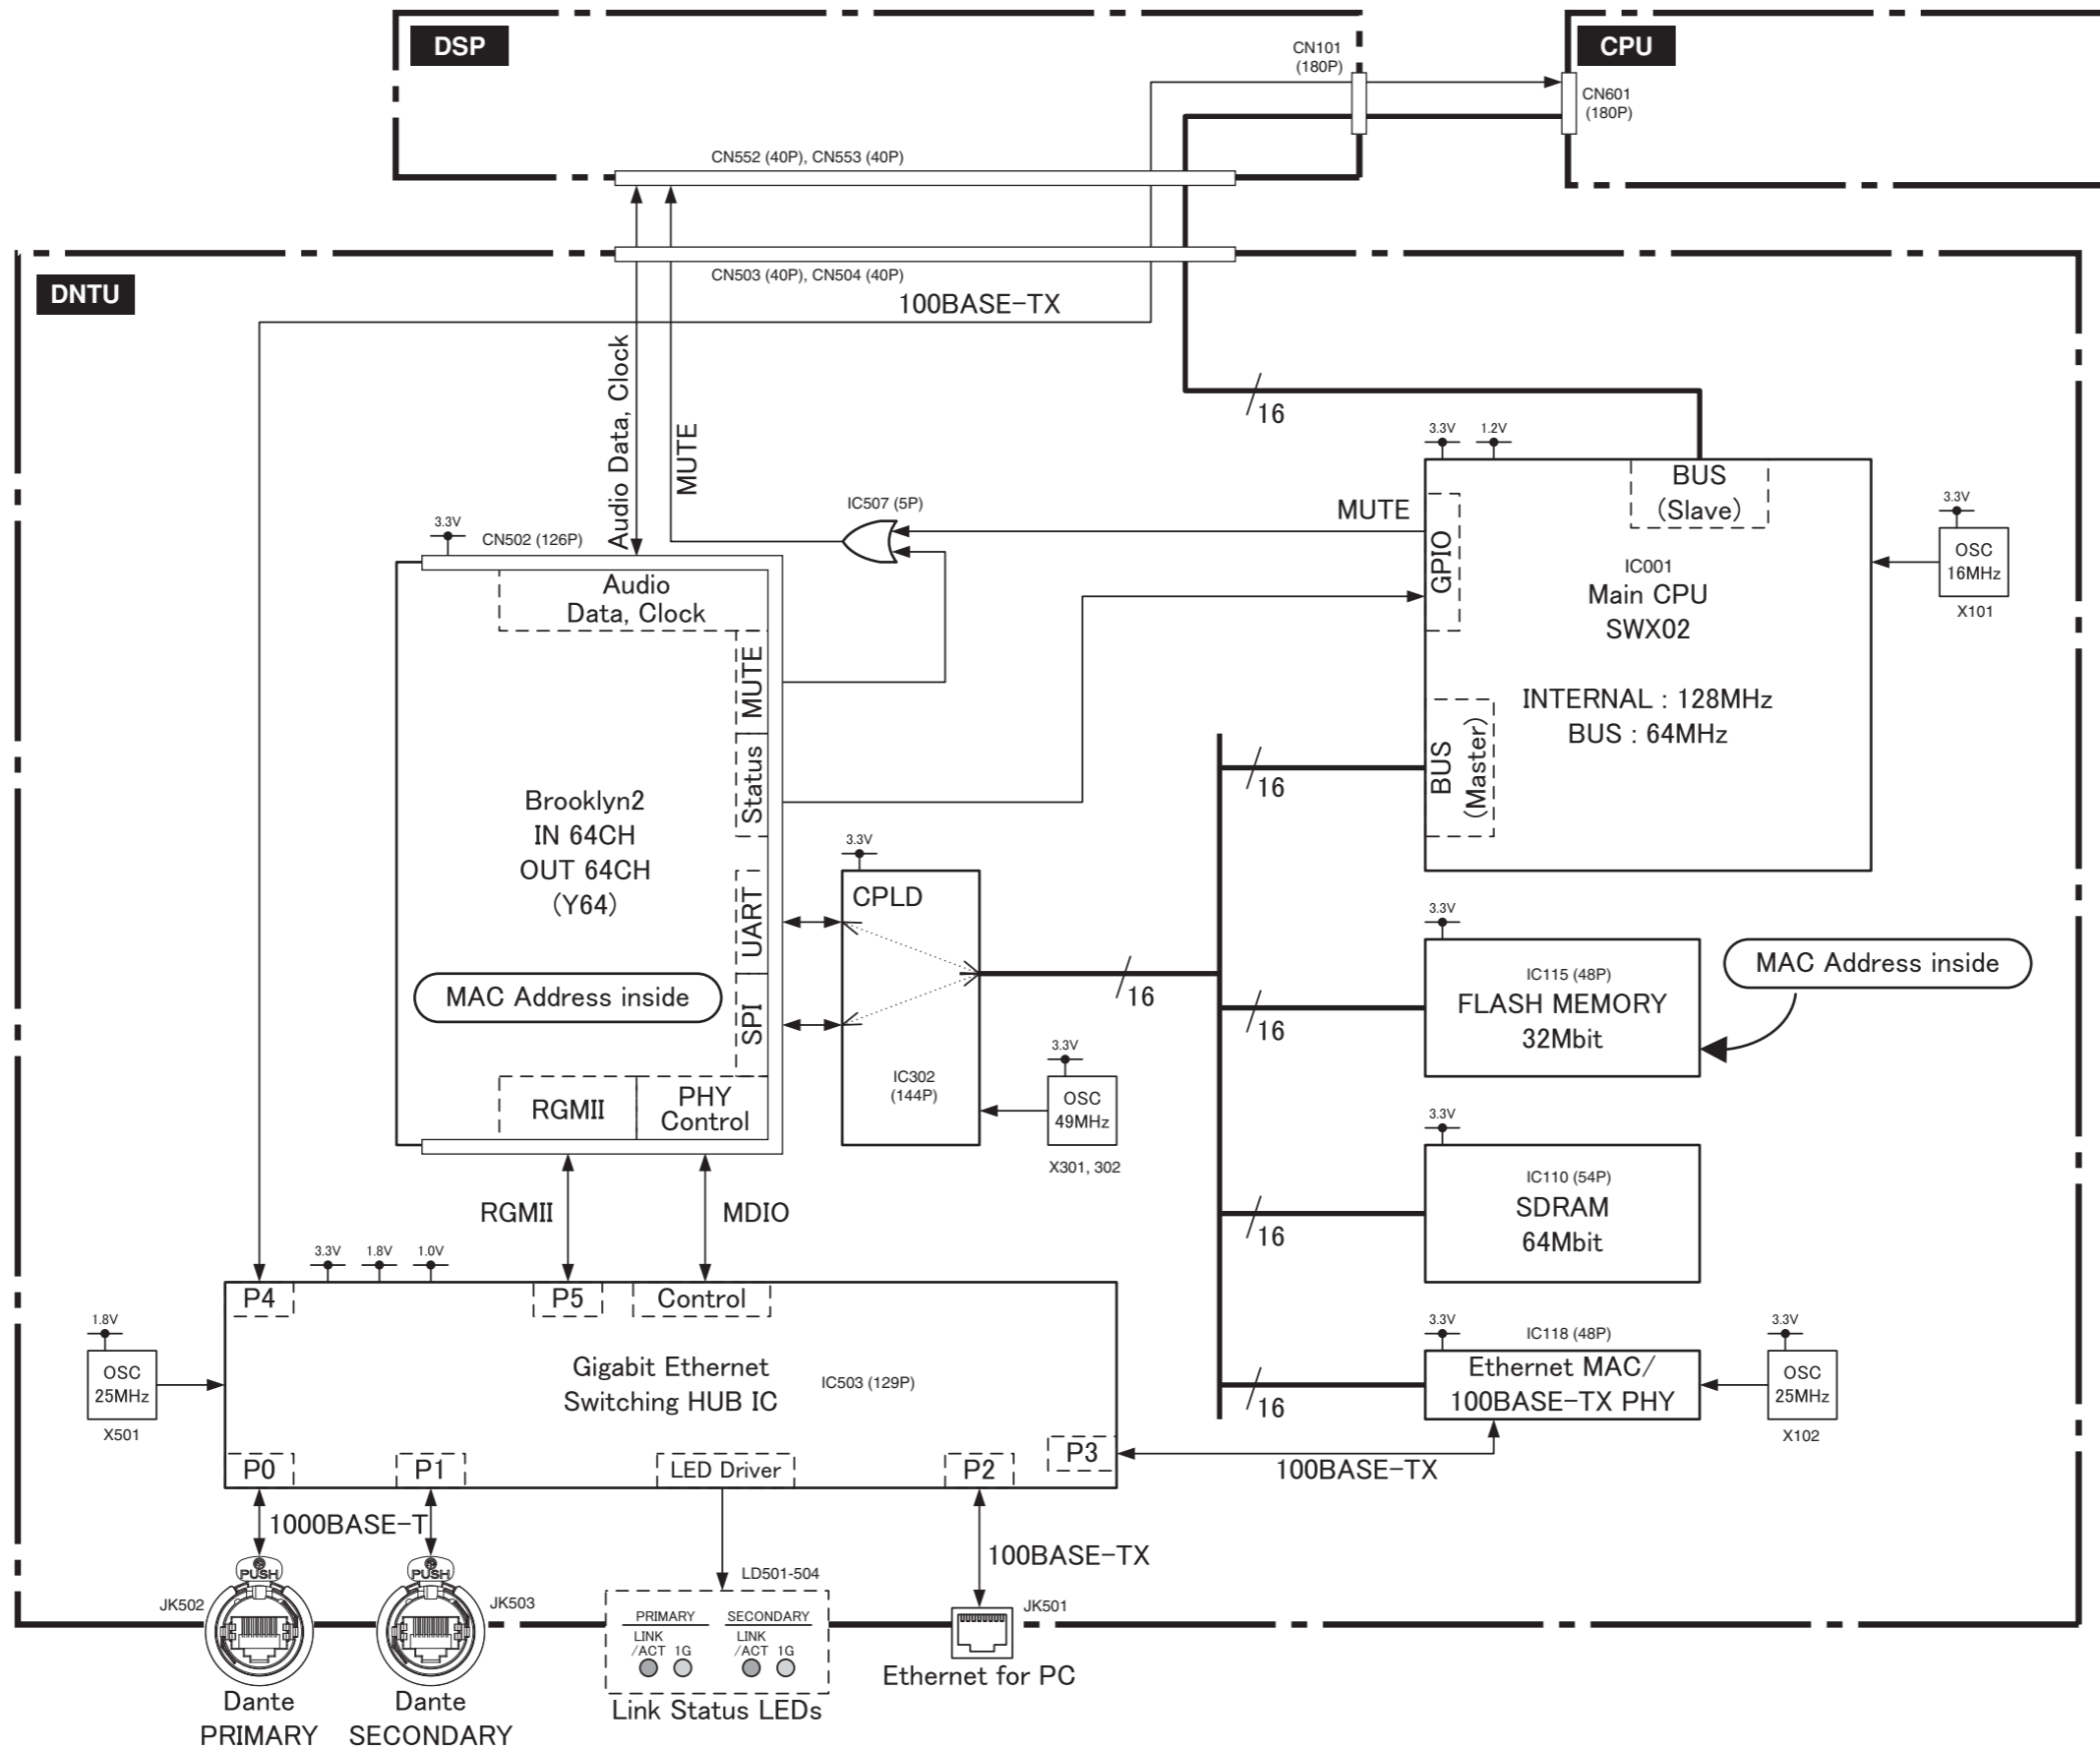 DSP
CN101
(180P)
CPU
CN601
(180P)
CN552 (40P), CN553 (40P)
CN503 (40P), CN504 (40P)
DNTU
100BASE-TX
Audio Data, Clock
MUTE
16
3.3V
1.2V
BUS
(Slave)
MUTE
GPIO
IC507 (5P)
3.3V
CN502 (126P)
Audio
Data, Clock
IC001
Main CPU
SWX02
3.3V
OSC
16MHz
X101
INTERNAL : 128MHz
BUS : 64MHz
BUS
(Master)
16
MUTE
Status
UART
SPI
Brooklyn2
IN 64CH
OUT 64CH
(Y64)
MAC Address inside
RGMII
PHY
Control
3.3V
CPLD
IC302
(144P)
16
3.3V
OSC
49MHz
X301, 302
3.3V
IC115 (48P)
FLASH MEMORY
32Mbit
16
MAC Address inside
3.3V
IC110 (54P)
SDRAM
64Mbit
16
RGMII
MDIO
3.3V
1.8V
1.0V
P4
P5
Control
1.8V
OSC
25MHz
X501
Gigabit Ethernet
Switching HUB IC
IC503 (129P)
3.3V
IC118 (48P)
Ethernet MAC/
100BASE-TX PHY
16
3.3V
OSC
25MHz
X102
P0
P1
LED Driver
P2
P3
100BASE-TX
1000BASE-T
100BASE-TX
PUSH
PUSH
JK502
JK503
LD501-504
PRIMARY
SECONDARY
LINK
/ACT 1G
LINK
/ACT 1G
JK501
Link Status LEDs
Ethernet for PC
Dante
PRIMARY
Dante
SECONDARY